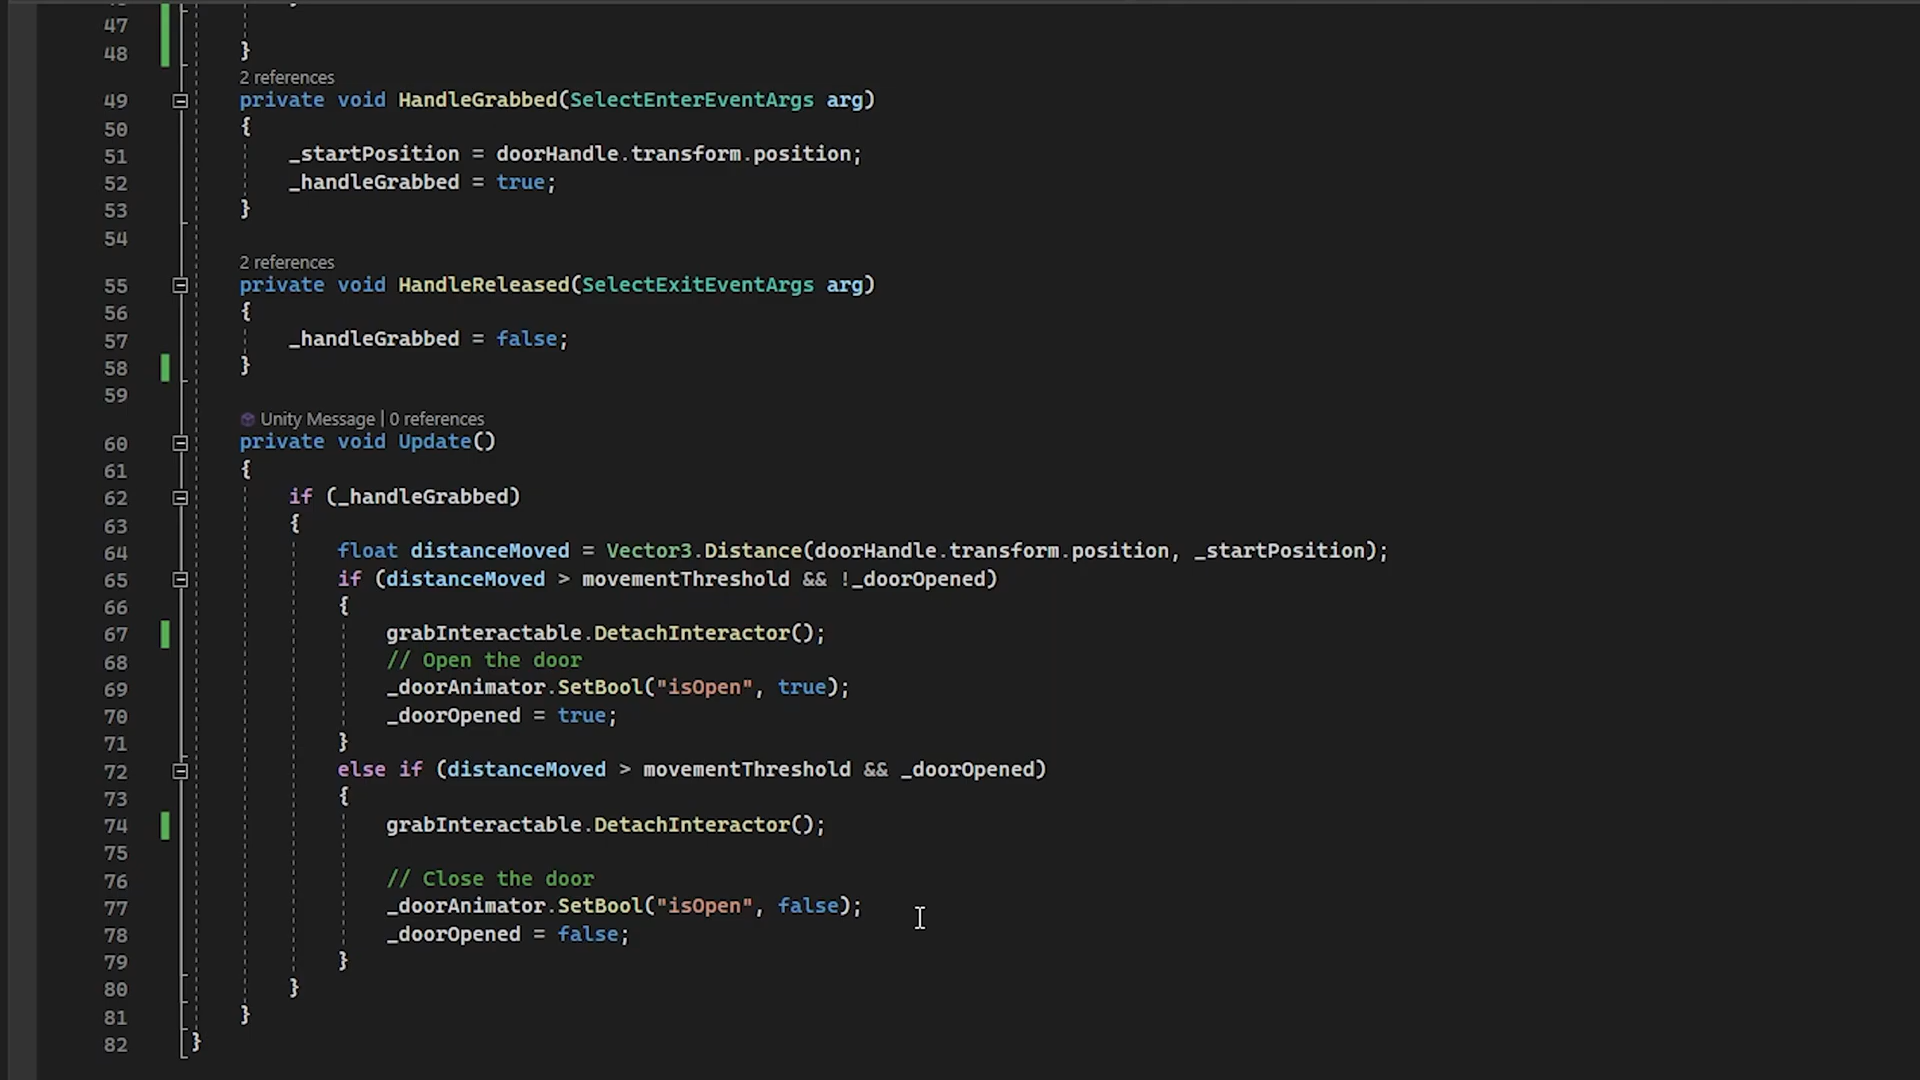 47
48 }
2 references
49 private void HandleGrabbed(SelectEnterEventArgs arg)
50 {
51 _startPosition = doorHandle.transform.position;
52 _handleGrabbed = true;
53 }
54
2 references
55 private void HandleReleased(SelectExitEventArgs arg)
56 {
57 _handleGrabbed = false;
58 }
59
Unity Message | 0 references
60 private void Update()
61 {
62 if (_handleGrabbed)
63 {
64 float distanceMoved = Vector3.Distance(doorHandle.transform.position, _startPosition);
65 if (distanceMoved > movementThreshold && !_doorOpened)
66 {
67 grabInteractable.DetachInteractor();
68 // Open the door
69 _doorAnimator.SetBool("isOpen", true);
70 _doorOpened = true;
71 }
72 else if (distanceMoved > movementThreshold && _doorOpened)
73 {
74 grabInteractable.DetachInteractor();
75
76 // Close the door
77 _doorAnimator.SetBool("isOpen", false);
78 _doorOpened = false;
79 }
80 }
81 }
82 }